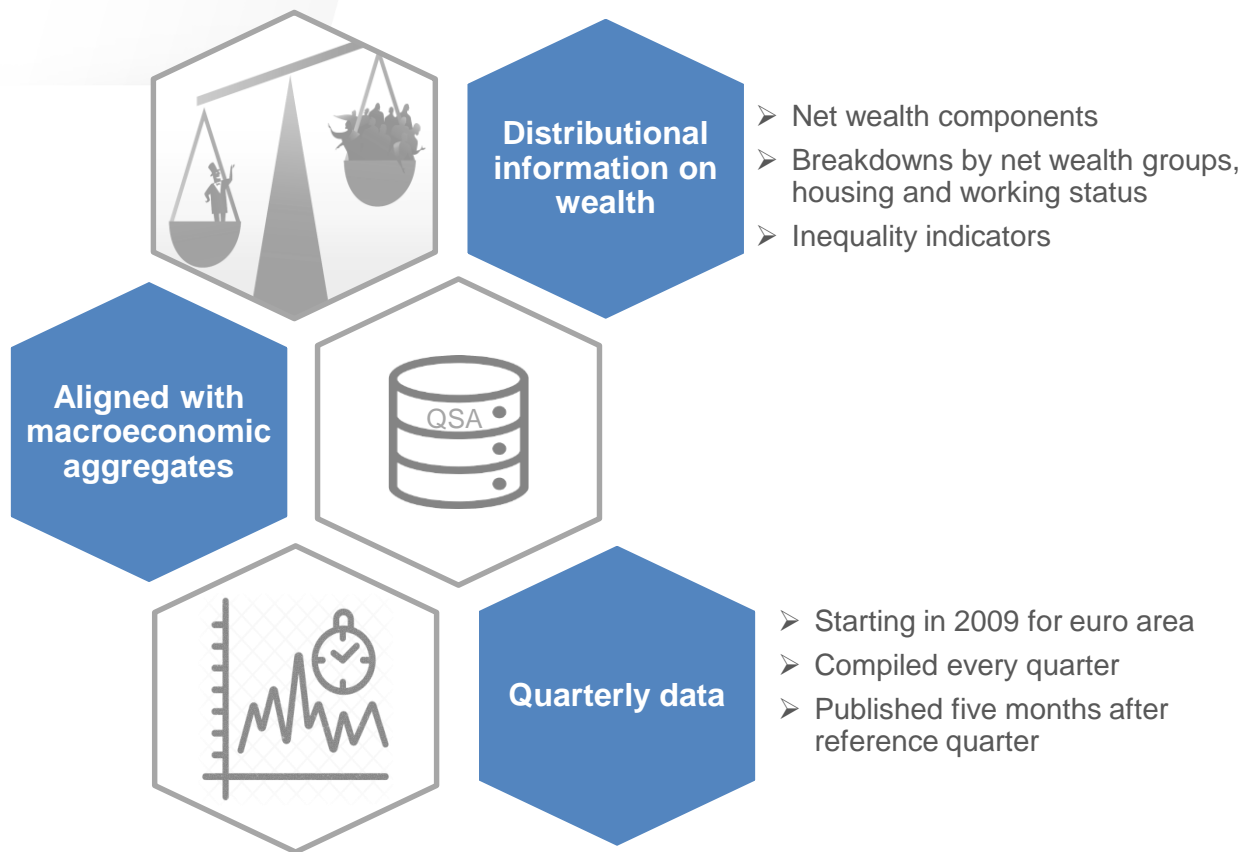 Distributional
information on
wealth
➢ Net wealth components
➢ Breakdowns by net wealth groups,
housing and working status
➢ Inequality indicators
Aligned with
macroeconomic
aggregates
QSA
Quarterly data
➢ Starting in 2009 for euro area
➢ Compiled every quarter
➢ Published five months after
reference quarter